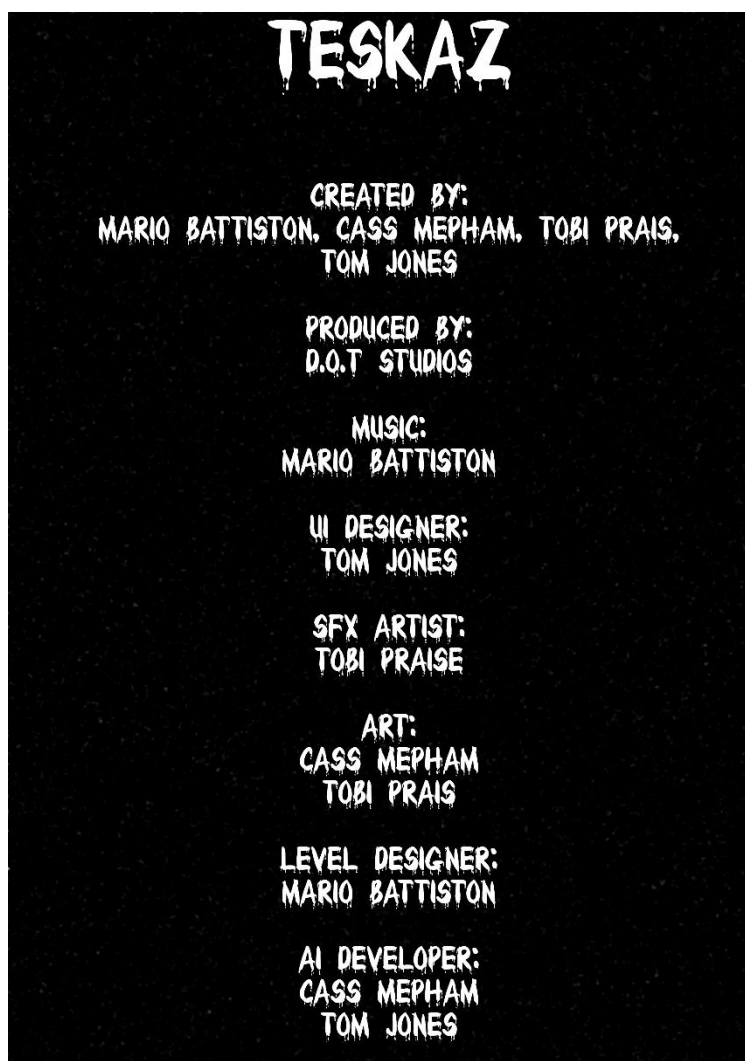 TESKAZ
CREATED BY:
MARIO BATTISTON, CASS MEPHAM, TOBI PRAIS,
TOM JONES
PRODUCED BY:
D.O.T STUDIOS
MUSIC:
MARIO BATTISTON
UI DESIGNER:
TOM JONES
SFX ARTIST:
TOBI PRAISE
ART:
CASS MEPHAM
TOBI PRAIS
LEVEL DESIGNER:
MARIO BATTISTON
AI DEVELOPER:
CASS MEPHAM
TOM JONES